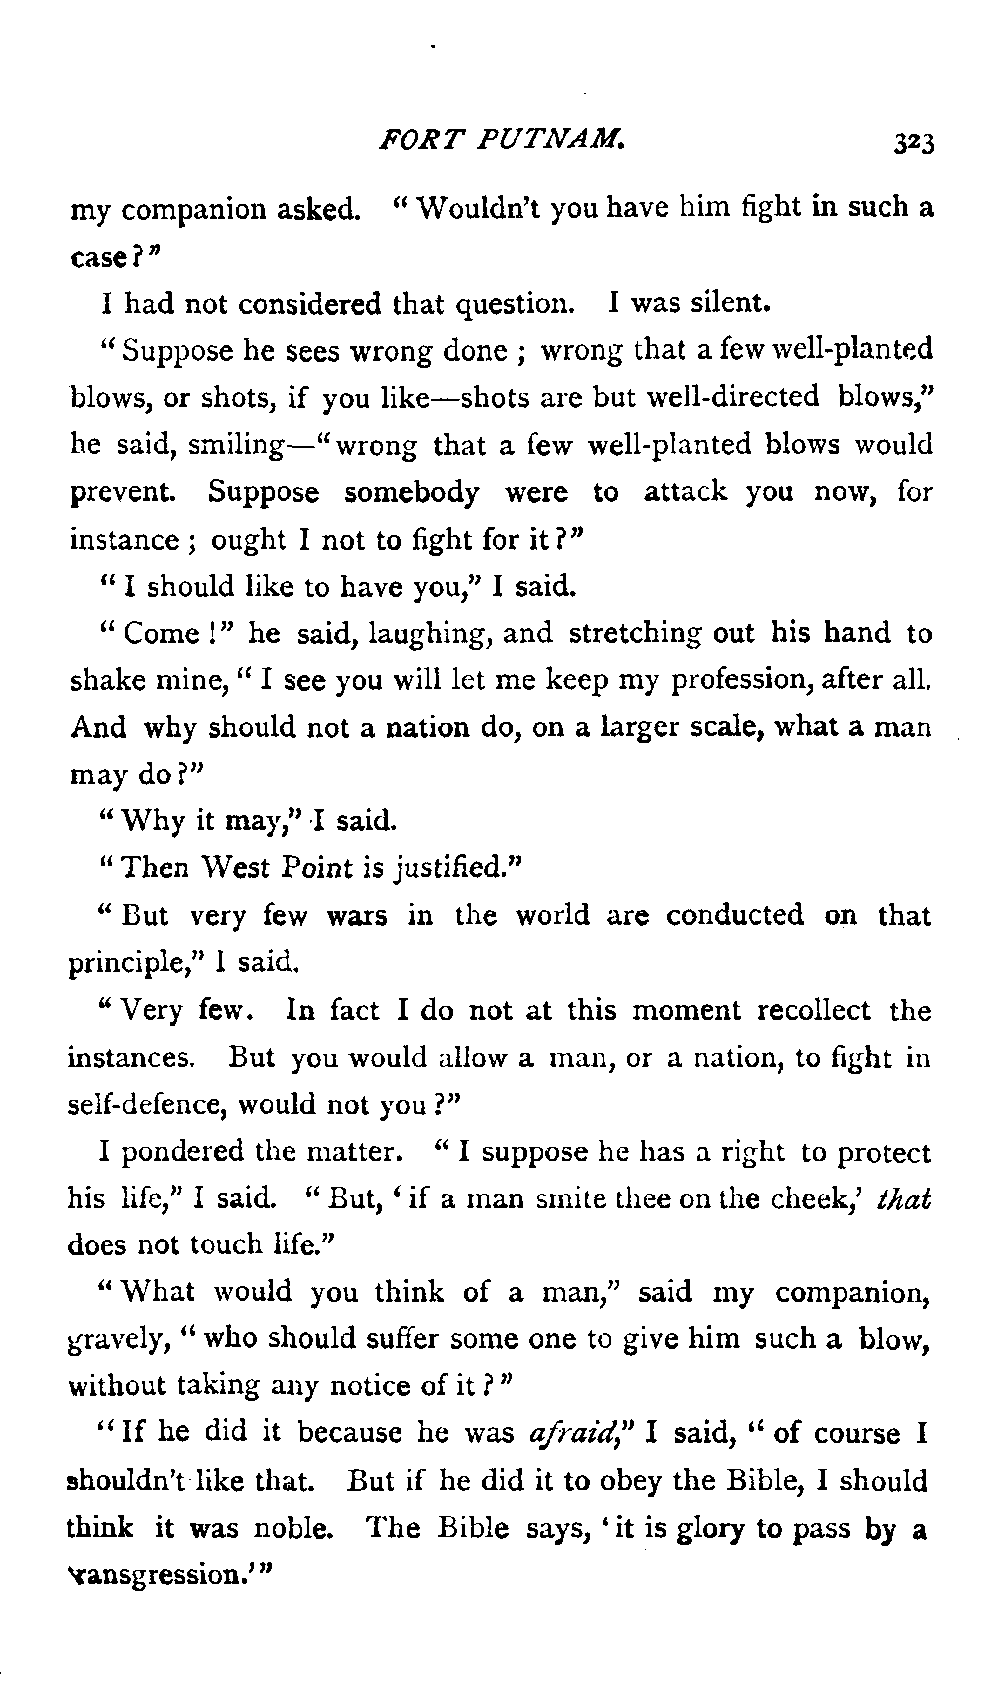 FORT PUTNAM. 323
my companion asked. "Wouldn't you have him fight in such a
case?"
I had not considered that question. I was silent.
"Suppose he sees wrong done; wrong that a few well-planted
blows, or shots, if you like—shots are but well-directed blows,"
he said, smiling—"wrong that a few well-planted blows would
prevent. Suppose somebody were to attack you now, for
instance; ought I not to fight for it?"
"I should like to have you," I said.
"Come!" he said, laughing, and stretching out his hand to
shake mine, "I see you will let me keep my profession, after all.
And why should not a nation do, on a larger scale, what a man
may do?"
"Why it may," I said.
"Then West Point is justified."
"But very few wars in the world are conducted on that
principle," I said.
"Very few. In fact I do not at this moment recollect the
instances. But you would allow a man, or a nation, to fight in
self-defence, would not you?"
I pondered the matter. "I suppose he has a right to protect
his life," I said. "But, 'if a man smite thee on the cheek,' that
does not touch life."
"What would you think of a man," said my companion,
gravely, "who should suffer some one to give him such a blow,
without taking any notice of it?"
"If he did it because he was afraid," I said, "of course I
shouldn't like that. But if he did it to obey the Bible, I should
think it was noble. The Bible says, 'it is glory to pass by a
transgression.'"